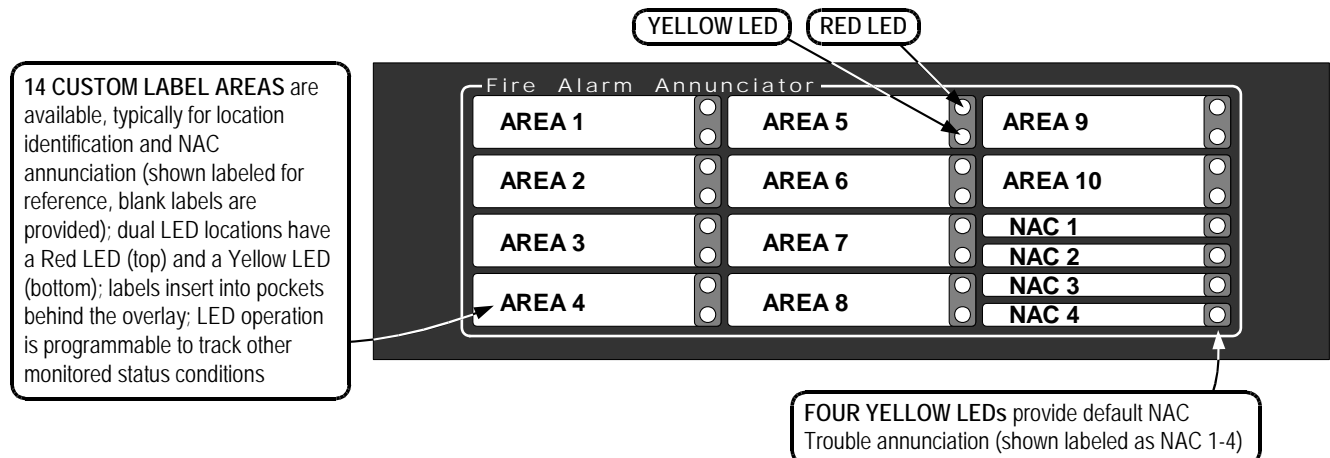 YELLOW LED
RED LED
14 CUSTOM LABEL AREAS are
available, typically for location
identification and NAC
annunciation (shown labeled for
reference, blank labels are
provided); dual LED locations have
a Red LED (top) and a Yellow LED
(bottom); labels insert into pockets
behind the overlay; LED operation
is programmable to track other
monitored status conditions
Fire Alarm Annunciator
AREA 1
AREA 2
AREA 3
AREA 4
AREA 5
AREA 6
AREA 7
AREA 8
AREA 9
AREA 10
NAC 1
NAC 2
NAC 3
NAC 4
FOUR YELLOW LEDs provide default NAC
Trouble annunciation (shown labeled as NAC 1-4)